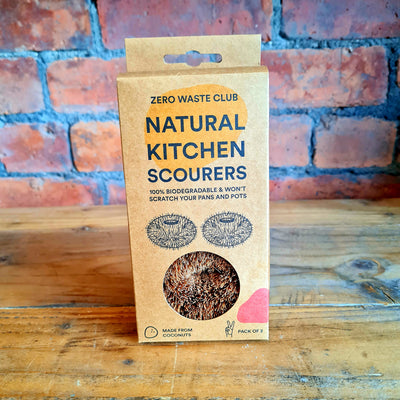 ZERO WASTE CLUB
NATURAL
KITCHEN
SCOURERS
100% BIODEGRADABLE & WON'T
SCRATCH YOUR PANS AND POTS
MADE FROM
COCONUTS
PACK OF 2